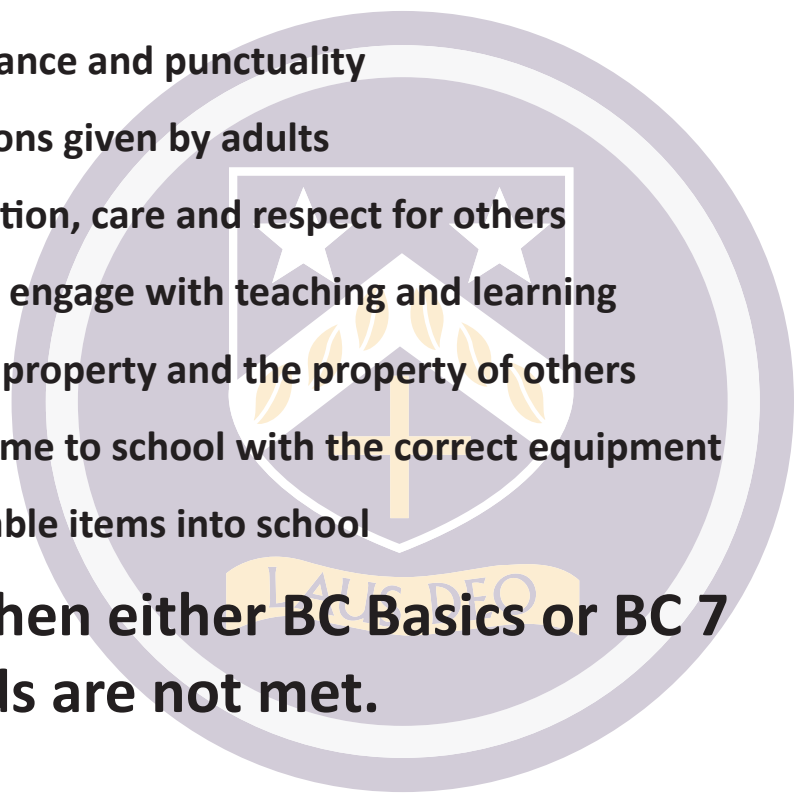 ance and punctuality
ons given by adults
tion, care and respect for others
engage with teaching and learning
property and the property of others
me to school with the correct equipment
ble items into school
LAUS DEO
hen either BC Basics or BC 7
ds are not met.